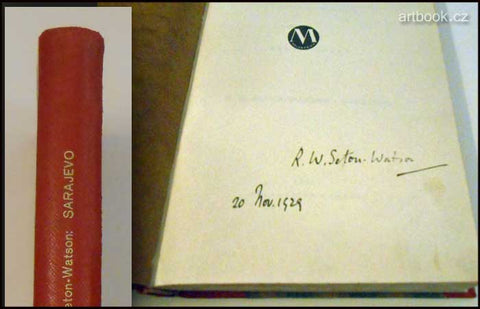 artbook.cz
M
eton-Watson: SARAJEVO
R. W. Seton-Watson
20 Nov. 1929